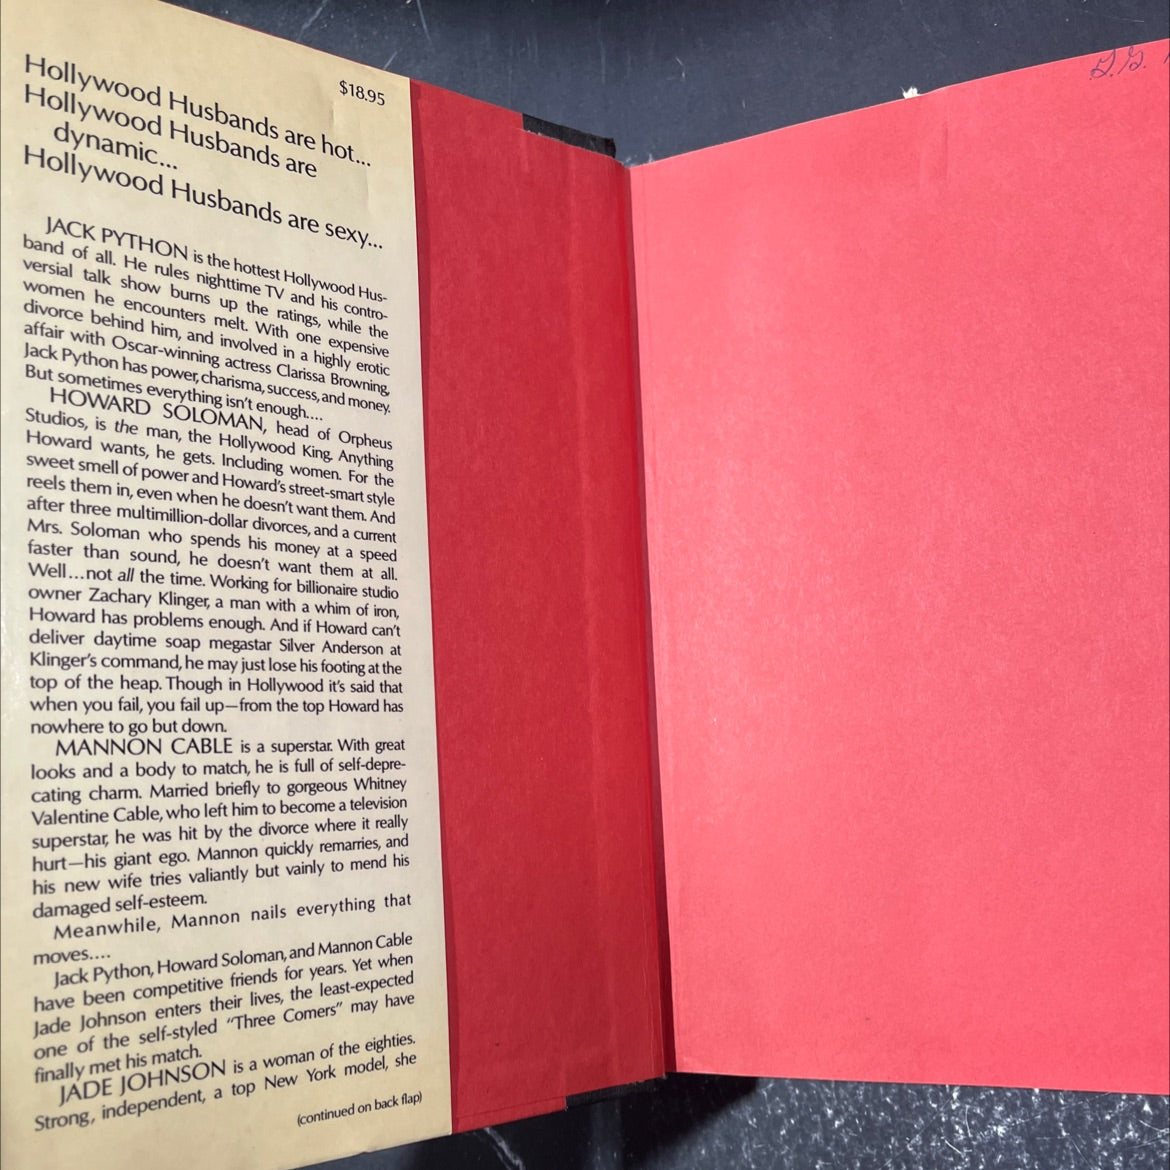 $18.95
Hollywood Husbands are hot...
Hollywood Husbands are
dynamic...
Hollywood Husbands are sexy...
JACK PYTHON is the hottest Hollywood Hus-
band of all. He rules nighttime TV and his contro-
versial talk show burns up the ratings, while the
women he encounters melt. With one expensive
divorce behind him, and involved in a highly erotic
affair with Oscar-winning actress Clarissa Browning,
Jack Python has power, charisma, success, and money.
But sometimes everything isn't enough....
HOWARD SOLOMAN, head of Orpheus
Studios, is the man, the Hollywood King. Anything
Howard wants, he gets. Including women. For the
sweet smell of power and Howard's street-smart style
reels them in, even when he doesn't want them. And
after three multimillion-dollar divorces, and a current
Mrs. Soloman who spends his money at a speed
faster than sound, he doesn't want them at all.
Well...not all the time. Working for billionaire studio
owner Zachary Klinger, a man with a whim of iron,
Howard has problems enough. And if Howard can't
deliver daytime soap megastar Silver Anderson at
Klinger's command, he may just lose his footing at the
top of the heap. Though in Hollywood it's said that
when you fail, you fail up—from the top Howard has
nowhere to go but down.
MANNON CABLE is a superstar. With great
looks and a body to match, he is full of self-depre-
cating charm. Married briefly to gorgeous Whitney
Valentine Cable, who left him to become a television
superstar, he was hit by the divorce where it really
hurt—his giant ego. Mannon quickly remarries, and
his new wife tries valiantly but vainly to mend his
damaged self-esteem.
Meanwhile, Mannon nails everything that
moves....
Jack Python, Howard Soloman, and Mannon Cable
have been competitive friends for years. Yet when
Jade Johnson enters their lives, the least-expected
one of the self-styled "Three Comers" may have
finally met his match.
JADE JOHNSON is a woman of the eighties.
Strong, independent, a top New York model, she
(continued on back flap)